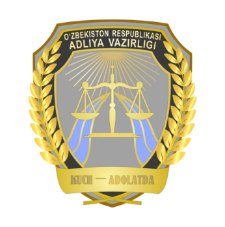 O'ZBEKISTON RESPUBLIKASI
ADLIYA VAZIRLIGI
KUCH — ADOLATDA